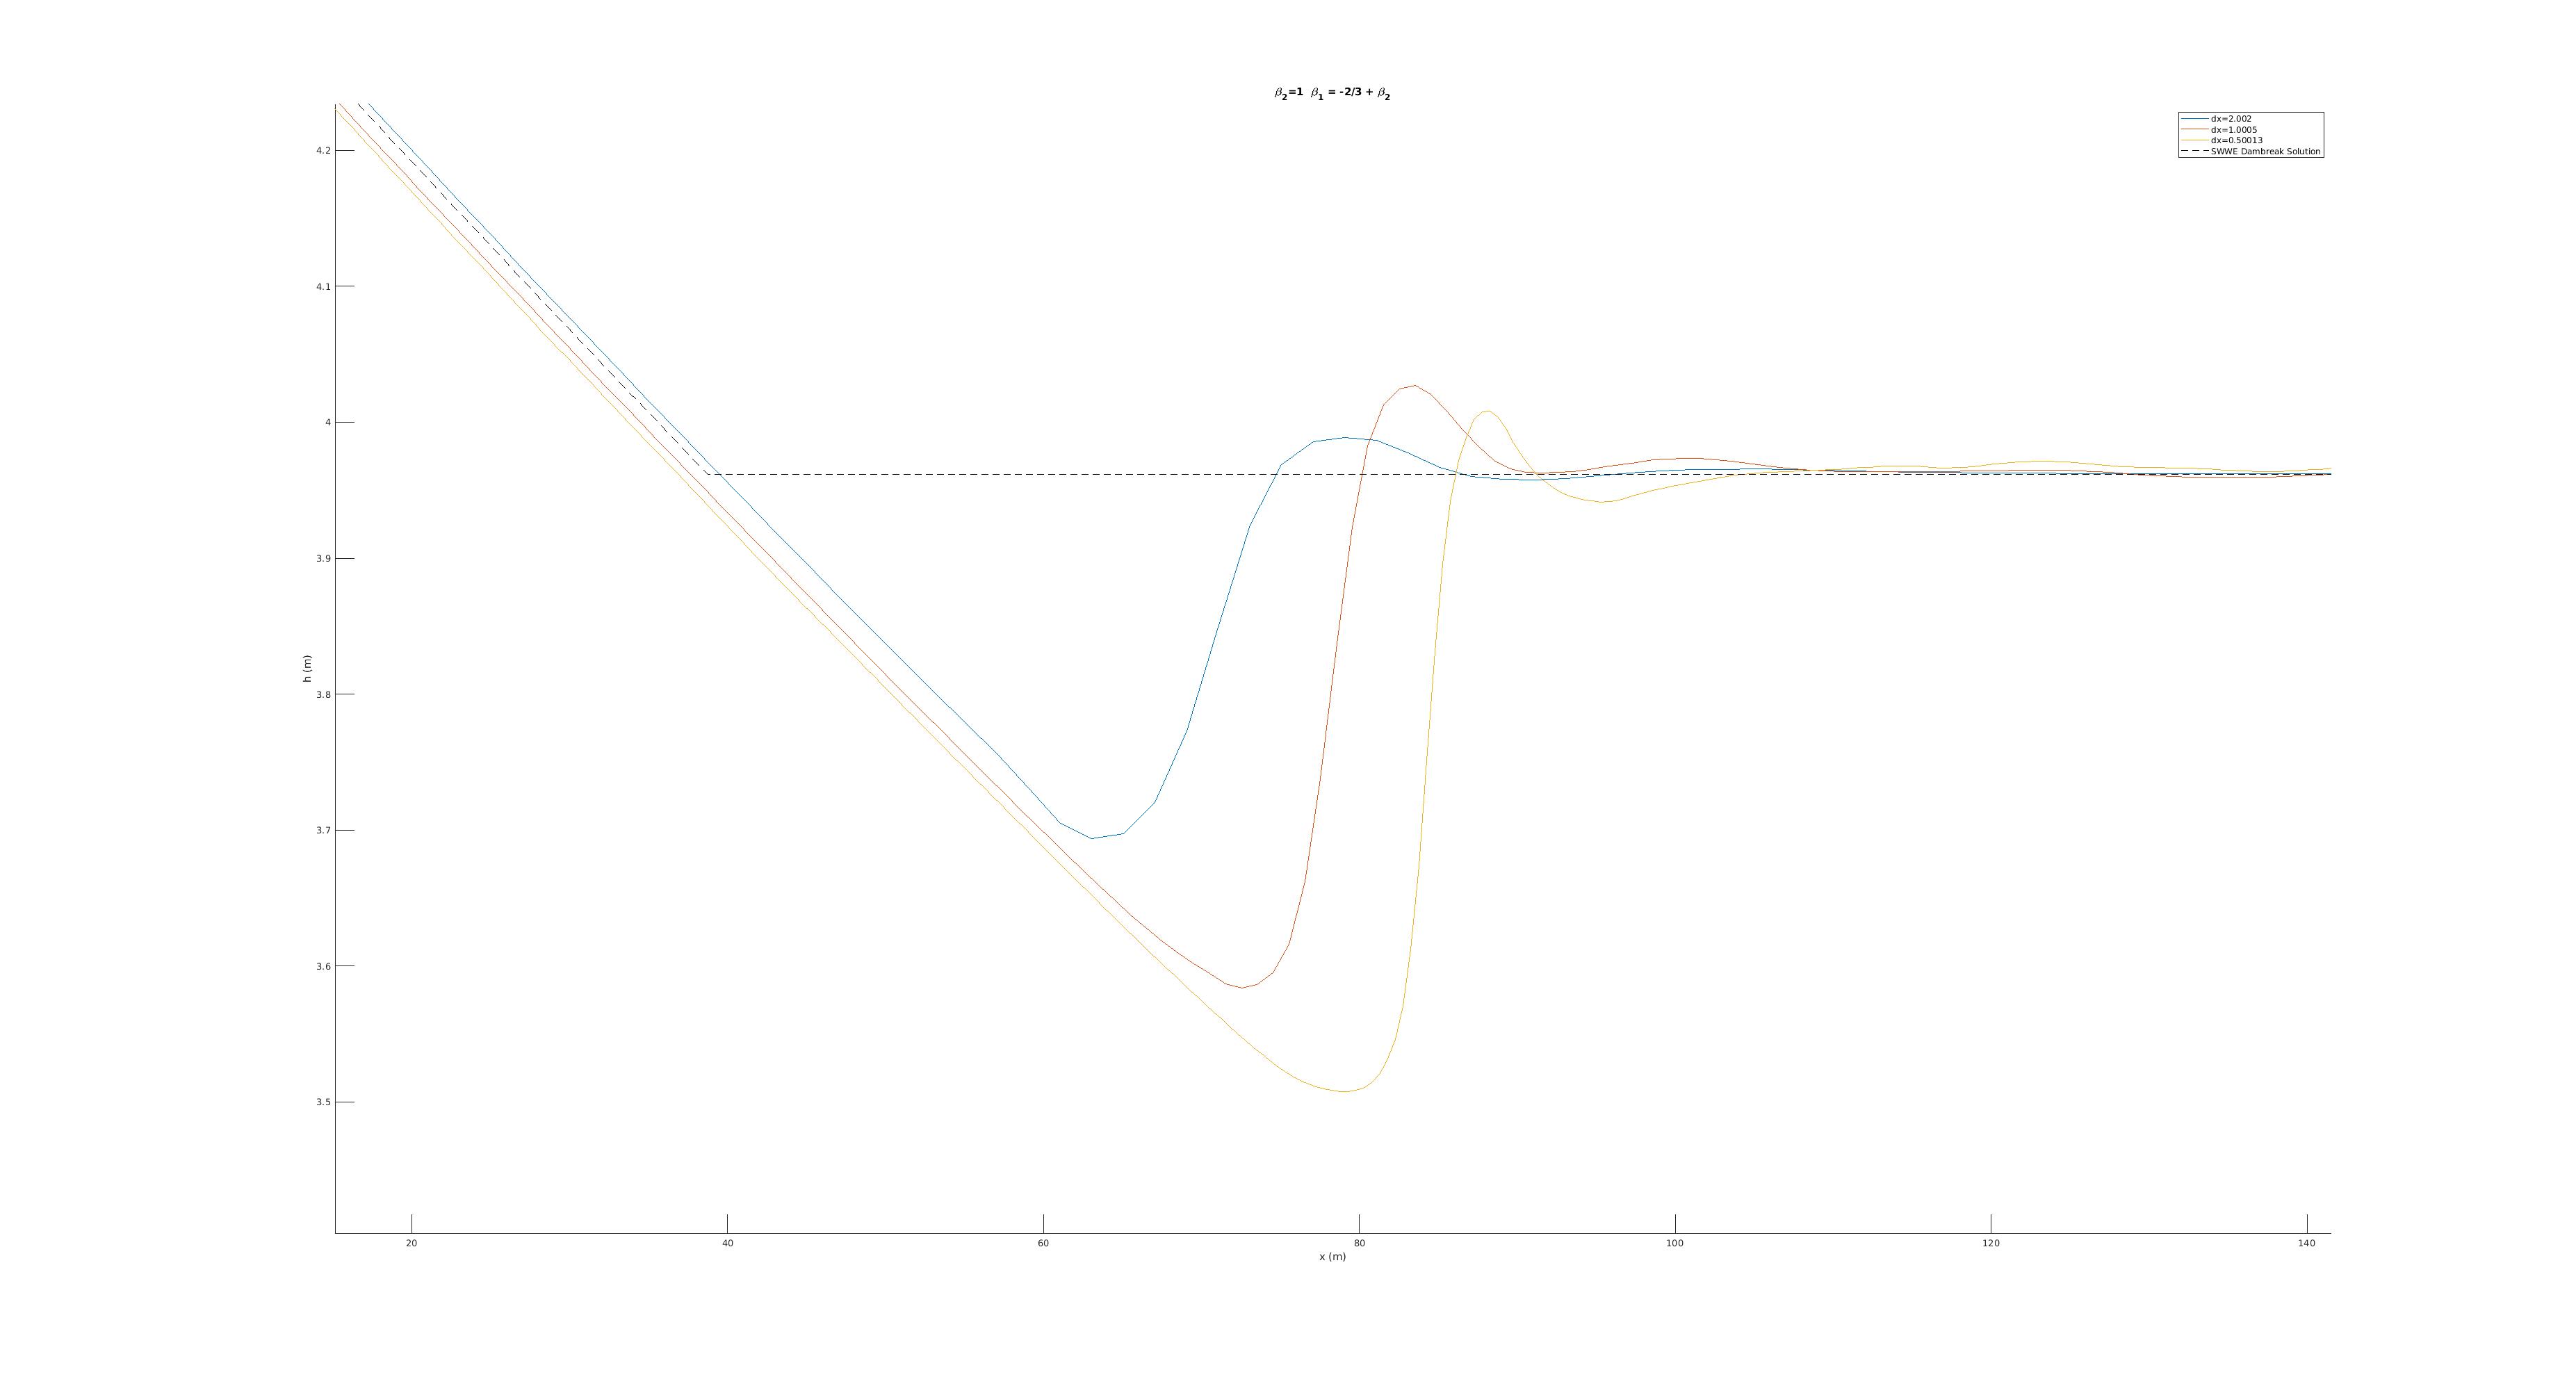 β2=1 β1 = -2/3 + β2
dx=2.002
dx=1.0005
dx=0.50013
SWWE Dambreak Solution
4.2
4.1
4
3.9
3.8
3.7
3.6
3.5
h (m)
20 40 60 80 100 120 140
x (m)